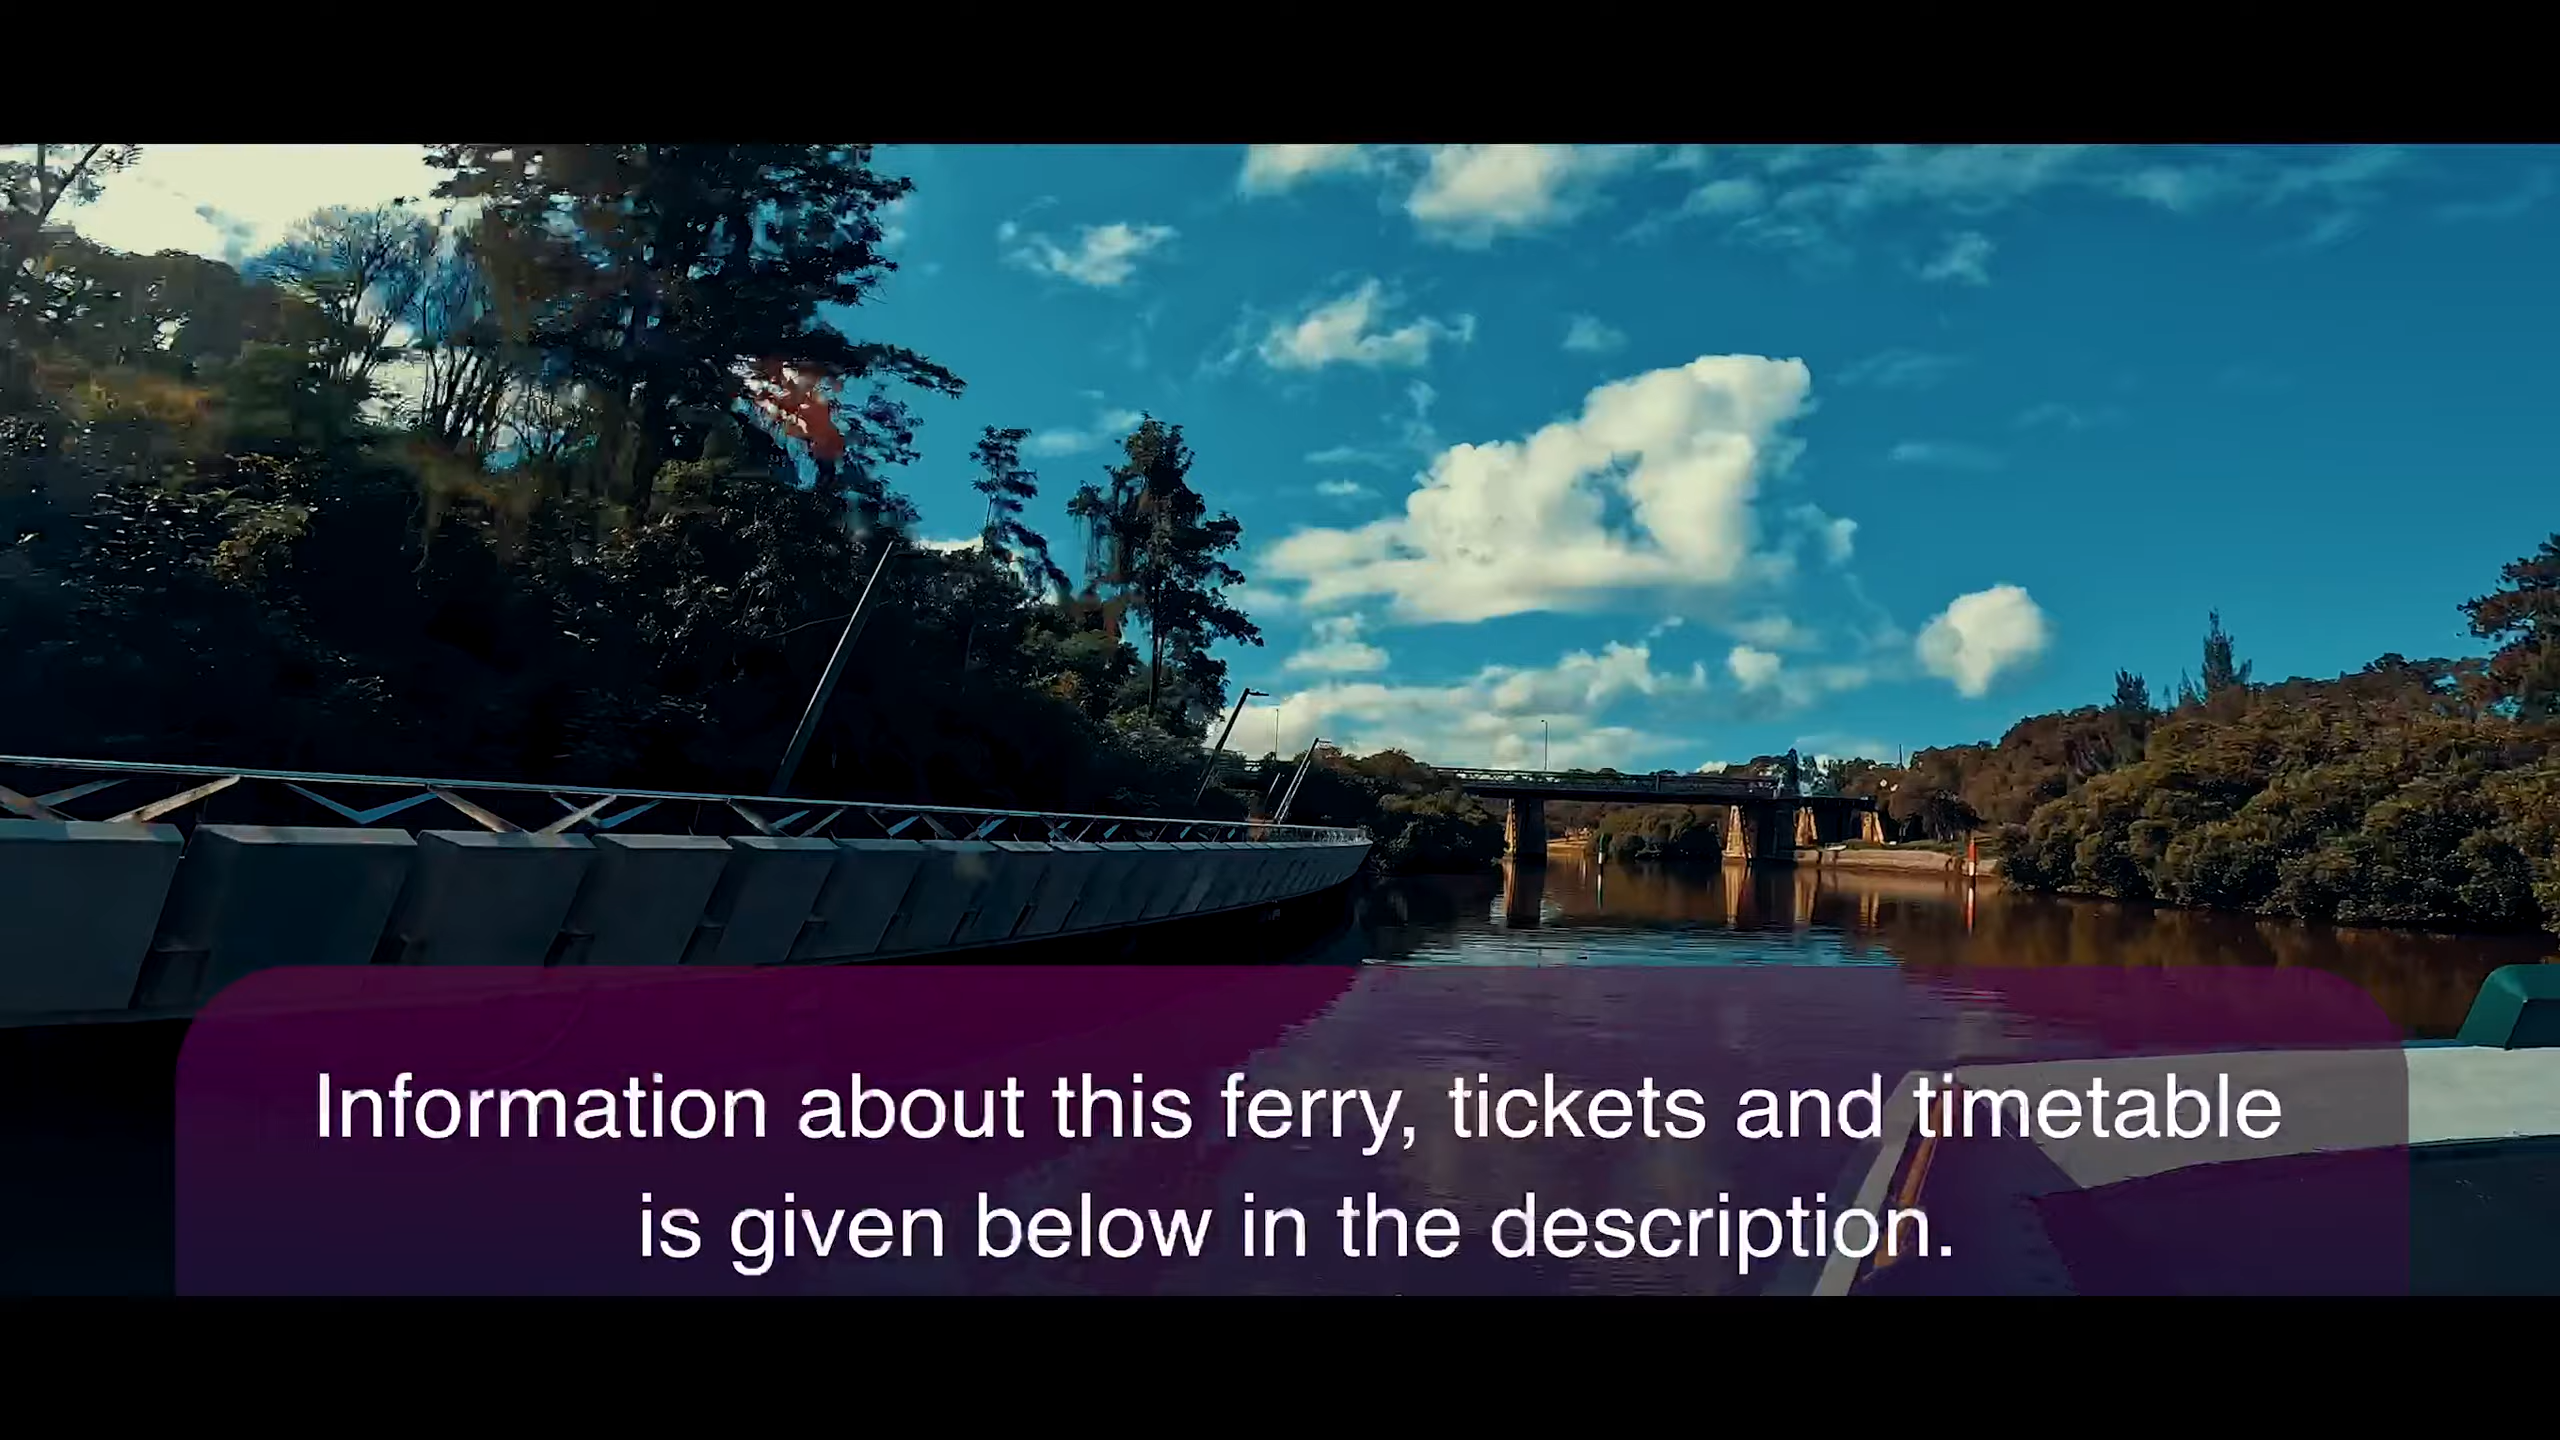 Information about this ferry, tickets and timetable
is given below in the description.